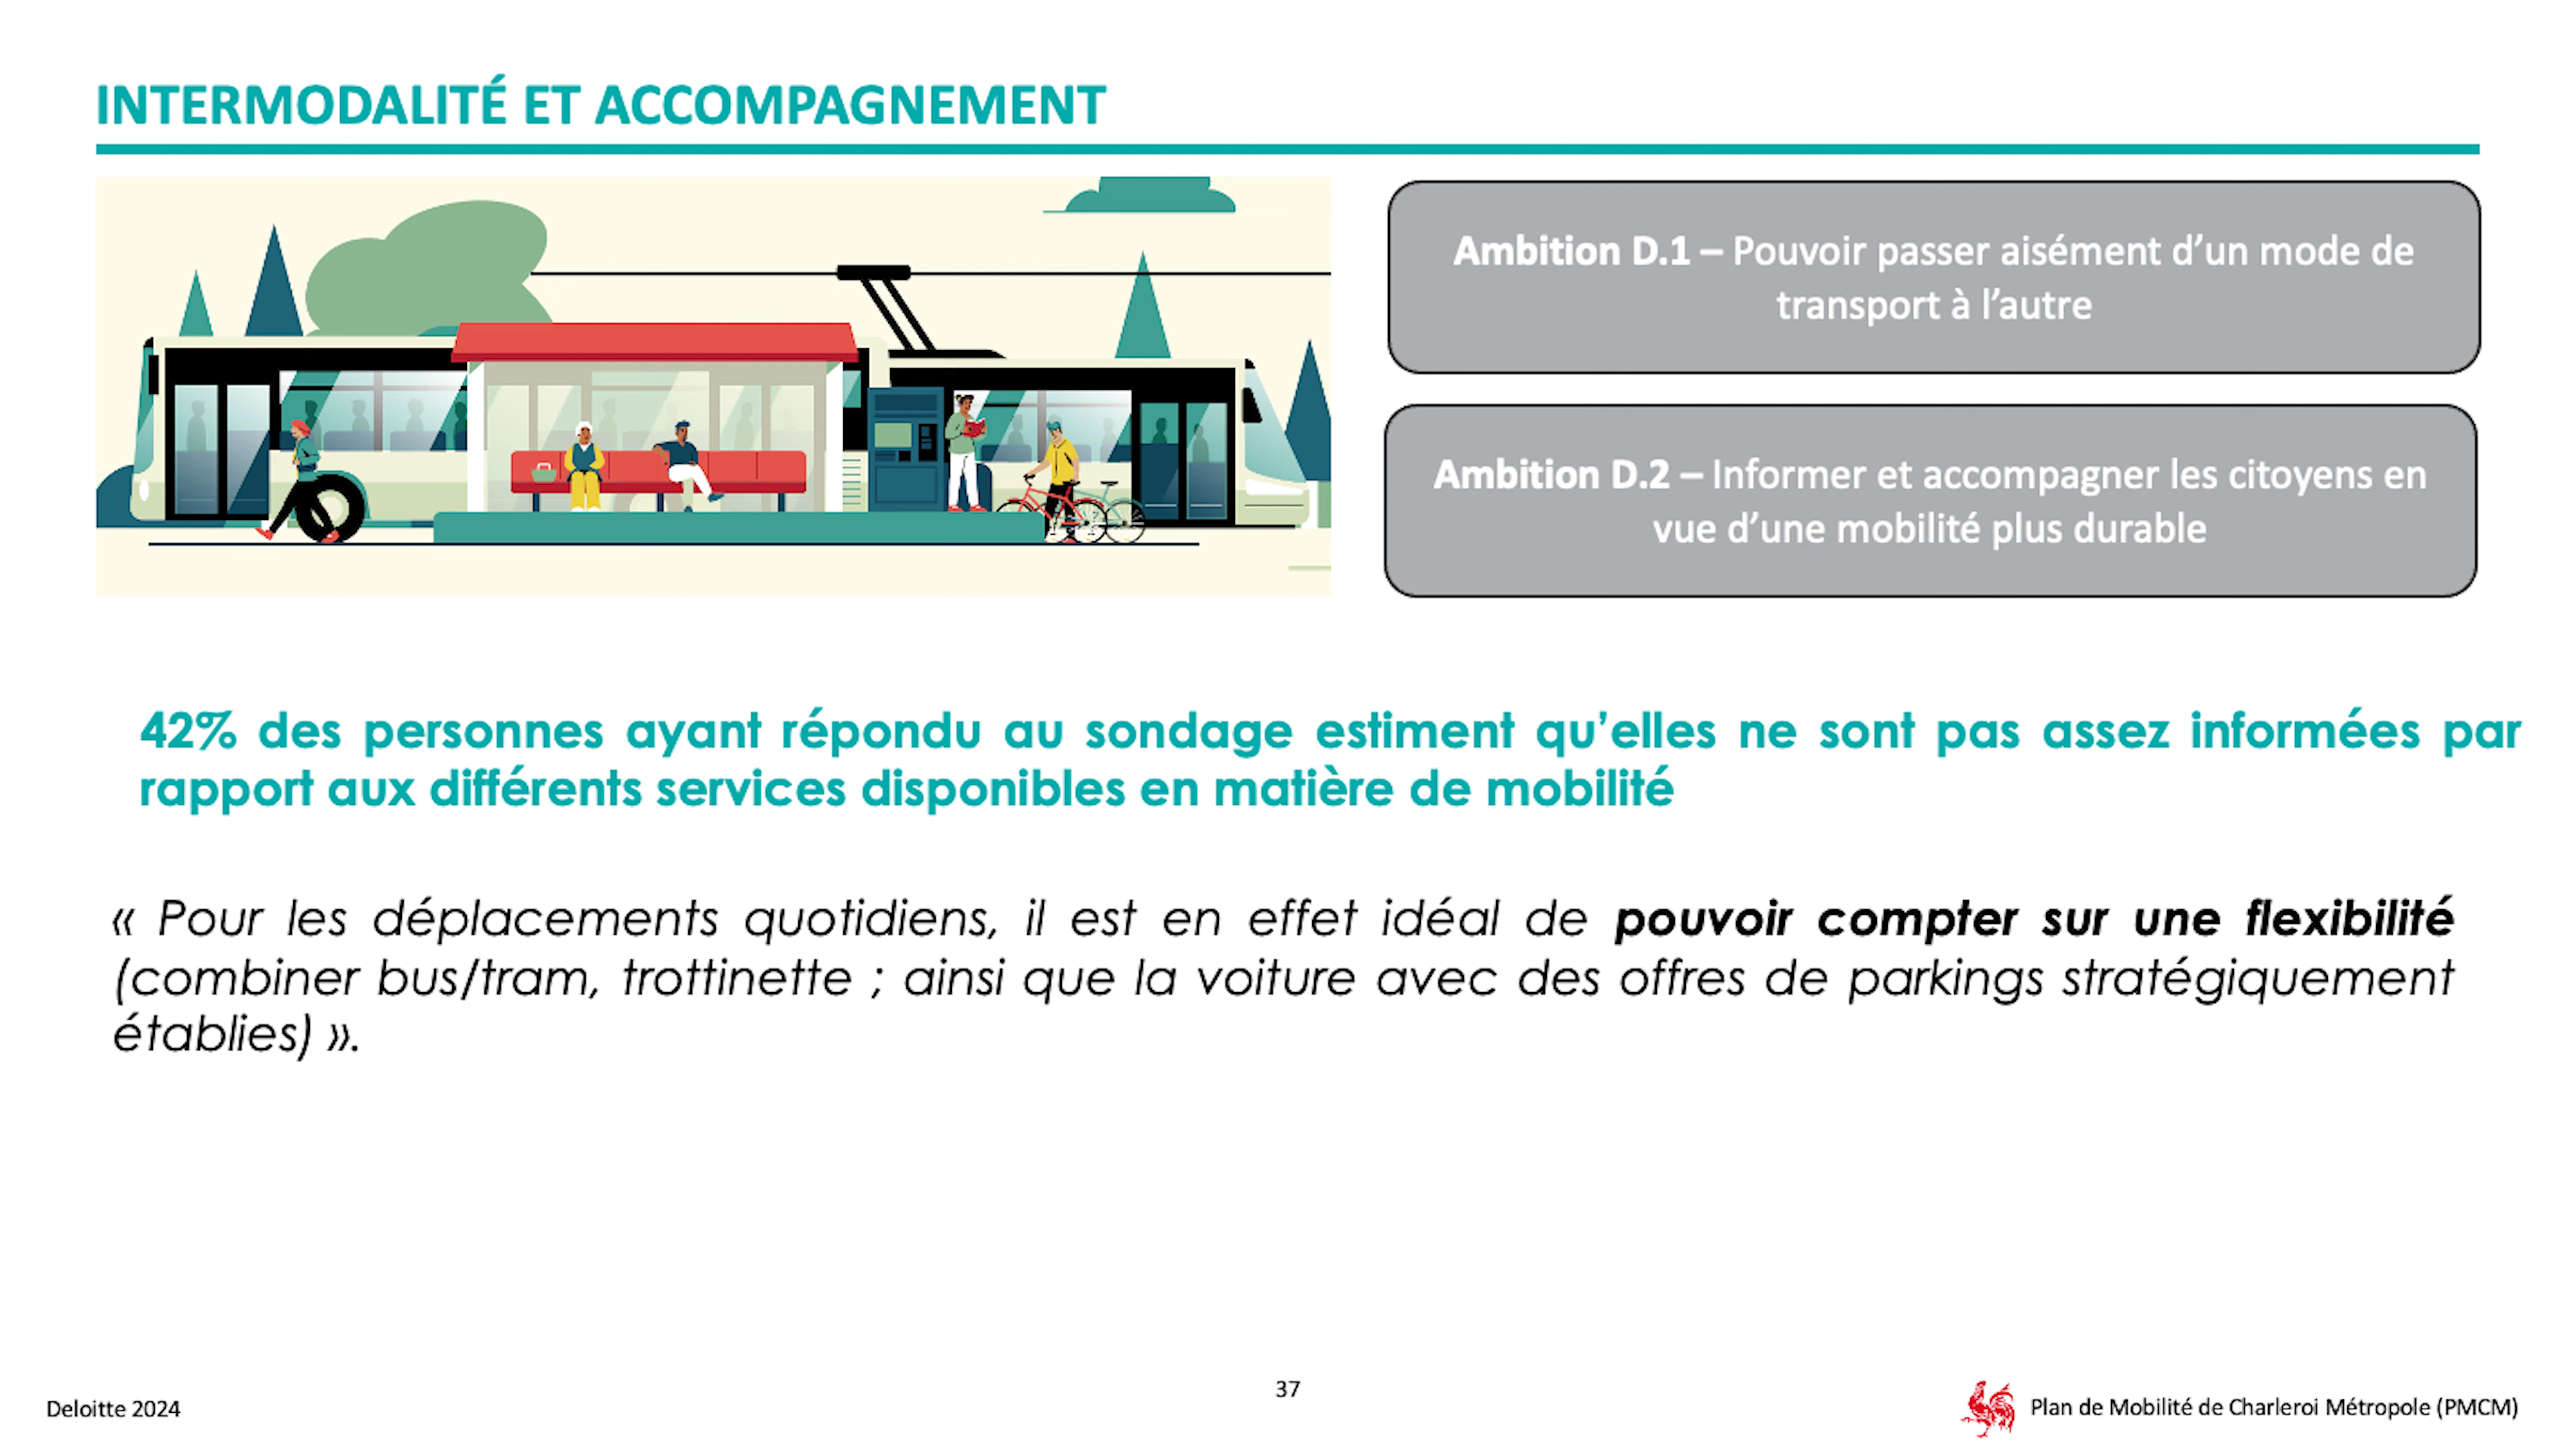 INTERMODALITÉ ET ACCOMPAGNEMENT
Ambition D.1 – Pouvoir passer aisément d’un mode de
transport à l’autre
Ambition D.2 – Informer et accompagner les citoyens en
vue d’une mobilité plus durable
42% des personnes ayant répondu au sondage estiment qu’elles ne sont pas assez informées par
rapport aux différents services disponibles en matière de mobilité
« Pour les déplacements quotidiens, il est en effet idéal de pouvoir compter sur une flexibilité
(combiner bus/tram, trottinette ; ainsi que la voiture avec des offres de parkings stratégiquement
établies) ».
37
Deloitte 2024
Plan de Mobilité de Charleroi Métropole (PMCM)